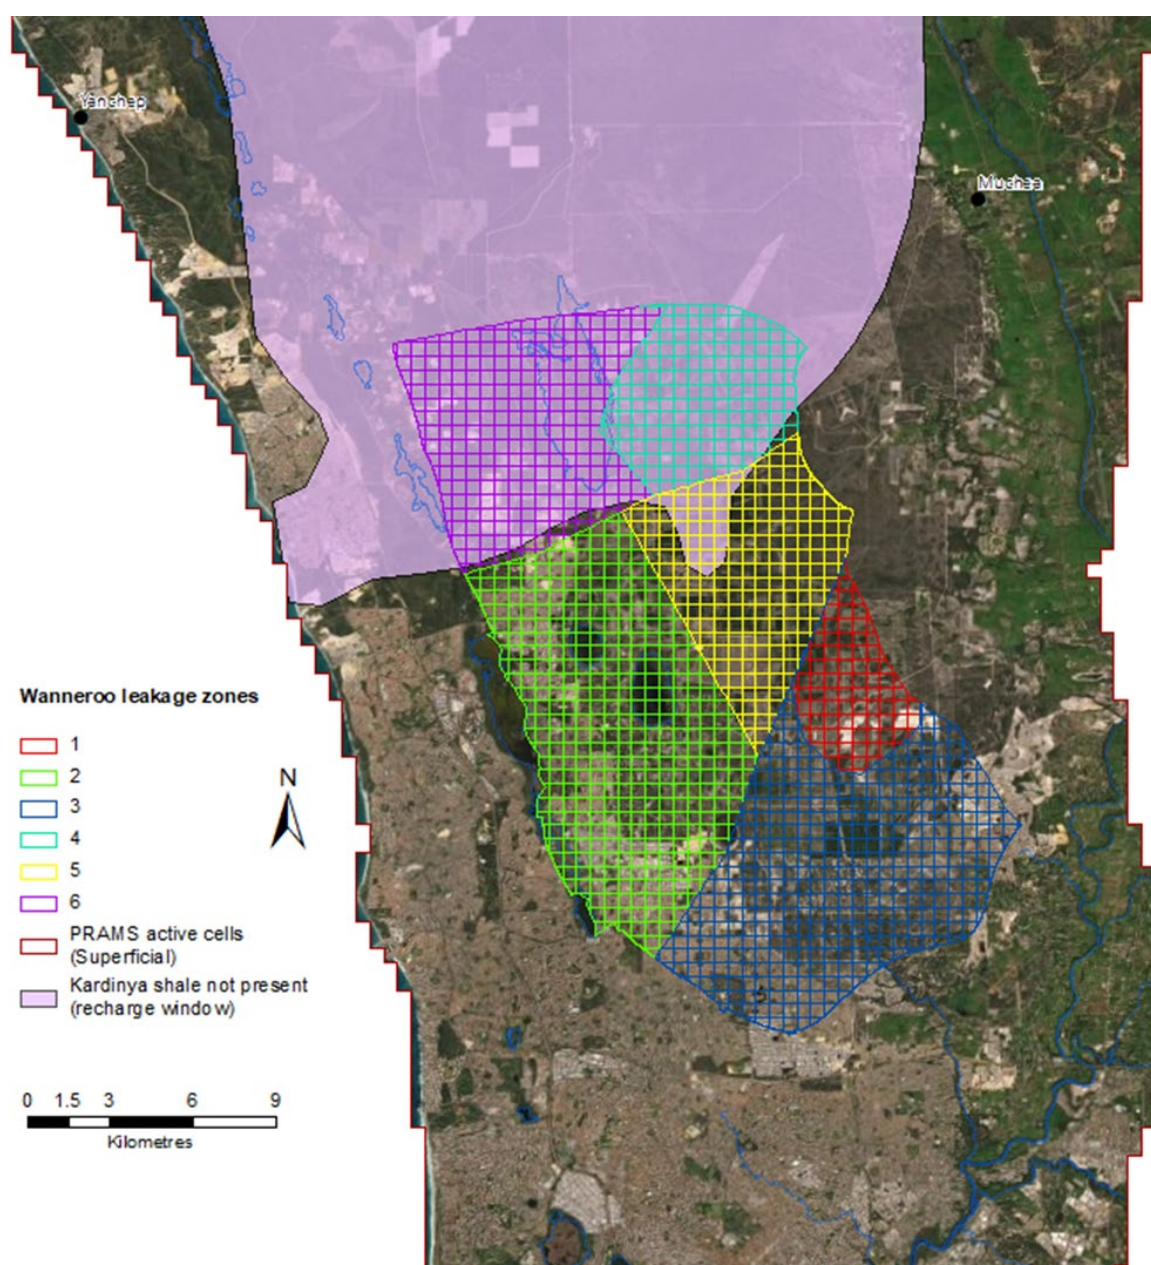 Yanchep
Muchea
Wanneroo leakage zones
1
2
N
3
4
5
6
PRAMS active cells
(Superficial)
Kardinya shale not present
(recharge window)
0 1.5 3 6 9
Kilometres